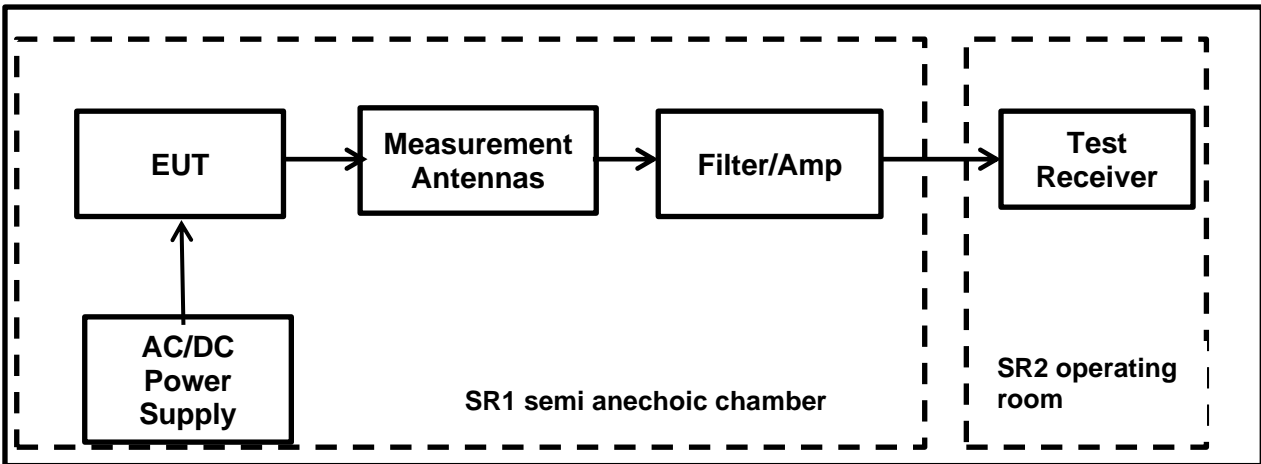 EUT
Measurement
Antennas
Filter/Amp
Test
Receiver
AC/DC
Power
Supply
SR1 semi anechoic chamber
SR2 operating
room